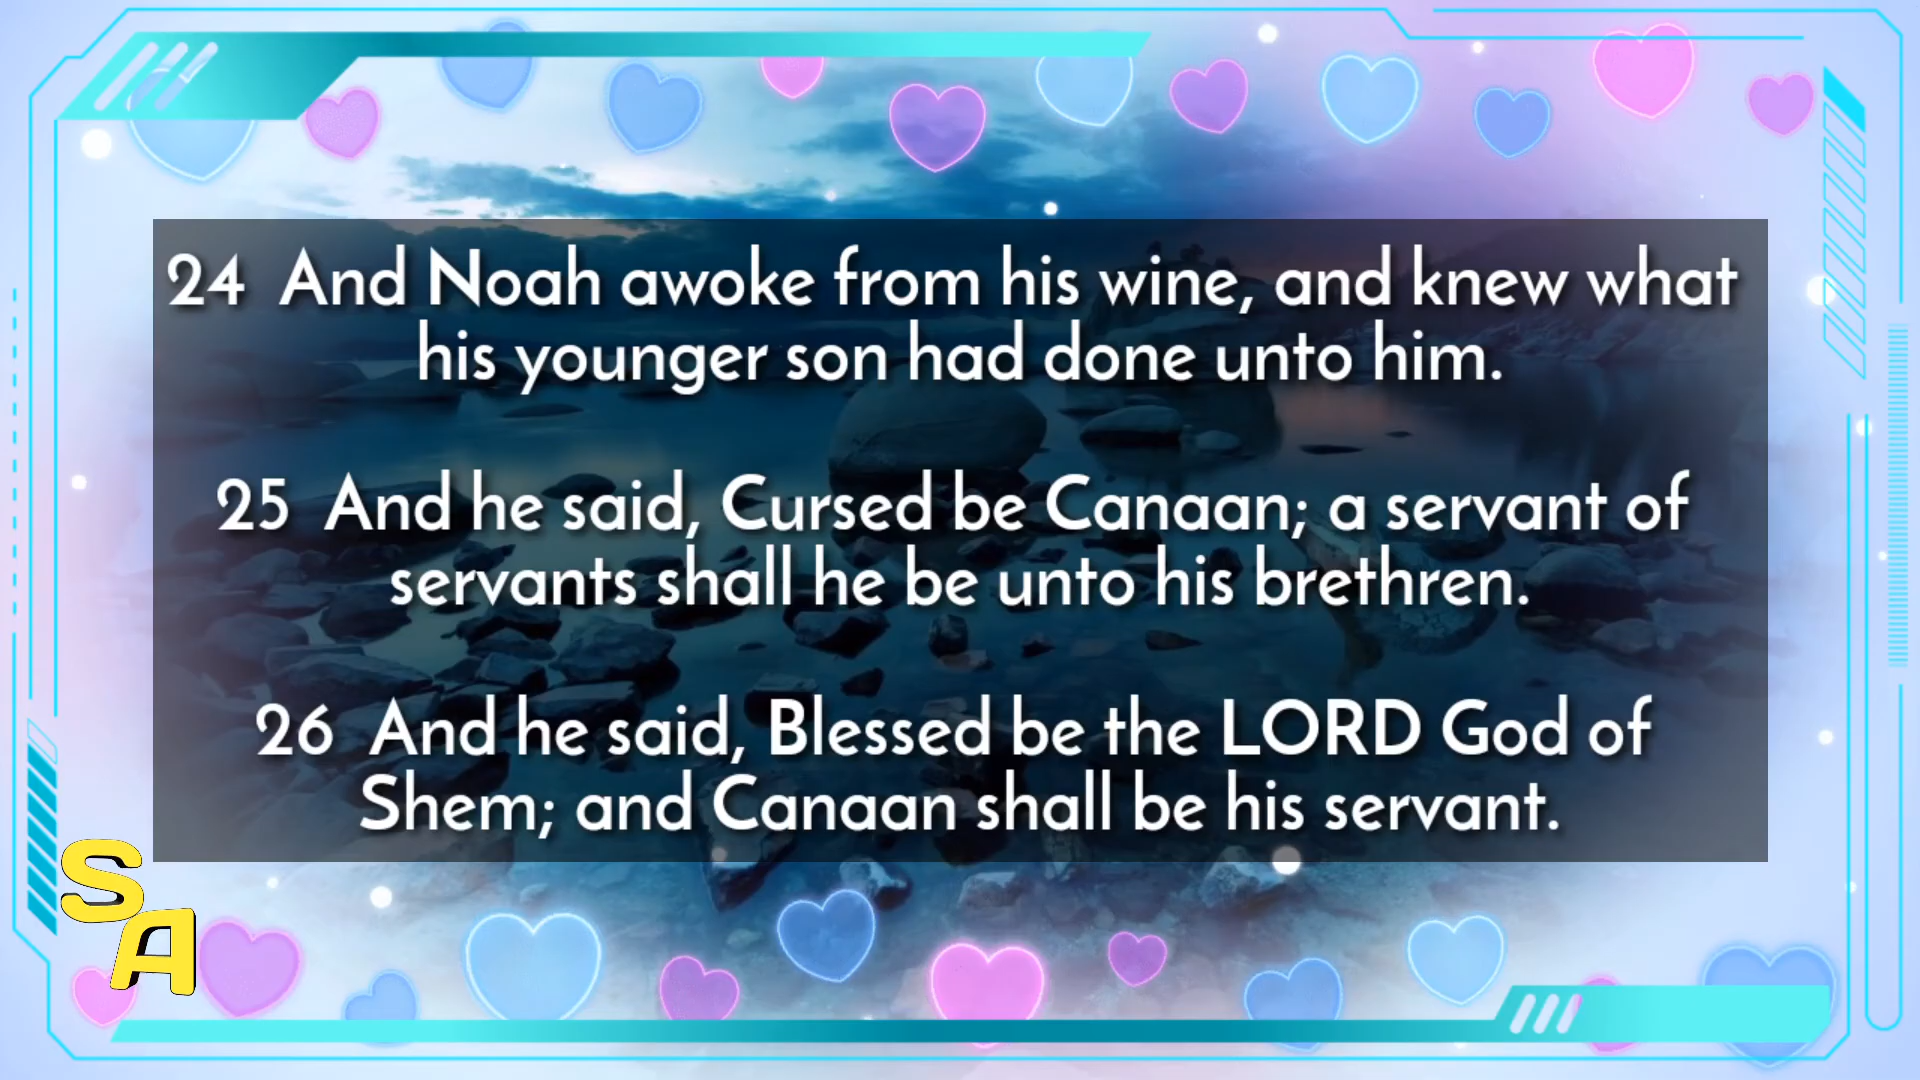 24 And Noah awoke from his wine, and knew what
his younger son had done unto him.
25 And he said, Cursed be Canaan; a servant of
servants shall he be unto his brethren.
26 And he said, Blessed be the LORD God of
Shem; and Canaan shall be his servant.
S
A